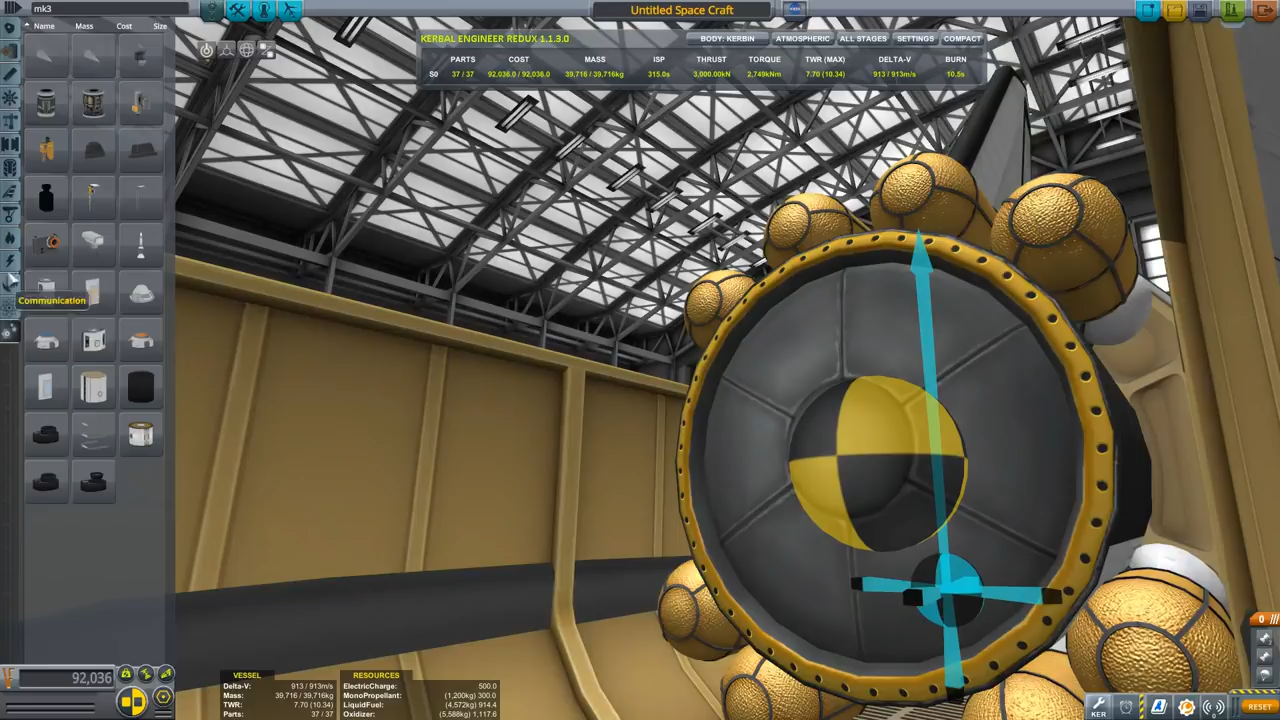 mk3
Untitled Space Craft
Name Mass Cost Size
KERBAL ENGINEER REDUX 1.1.3.0 BODY: KERBIN ATMOSPHERIC ALL STAGES SETTINGS COMPACT
PARTS COST MASS ISP THRUST TORQUE TWR (MAX) DELTA-V BURN
S0 37 / 37 92,036.0 / 92,036.0 39,716 / 39,716kg 315.0s 3,000.00kN 2,749kNm 7.70 (10.34) 913 / 913m/s 10.5s
Communication
92,036
VESSEL
Delta-V: 913 / 913m/s
Mass: 39,716 / 39,716kg
TWR: 7.70 / 10.34
Parts: 37 / 37
RESOURCES
ElectricCharge: 500.0
MonoPropellant (1,200kg) 300.0
LiquidFuel: (4,572kg) 914.4
Oxidizer: (5,588kg) 1,117.6
0
KER
RESET